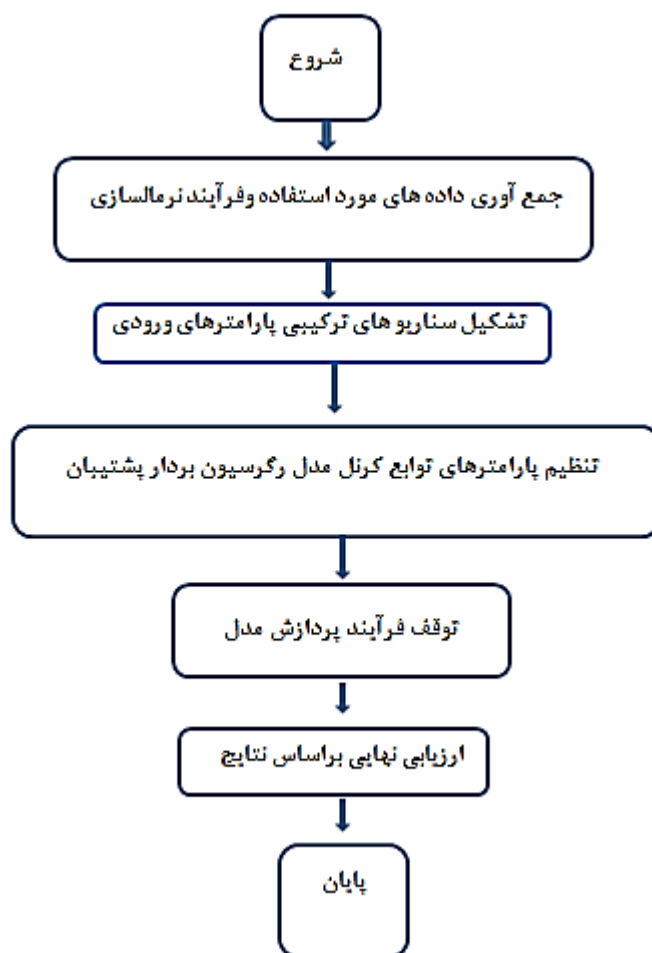 شروع
جمع آوری داده های مورد استفاده وفرآیند نرمالسازی
تشکیل سناریو های ترکیبی پارامترهای ورودی
تنظیم پارامترهای توابع کرنل مدل رگرسیون بردار پشتیبان
توقف فرآیند پردازش مدل
ارزیابی نهایی براساس نتایج
پایان